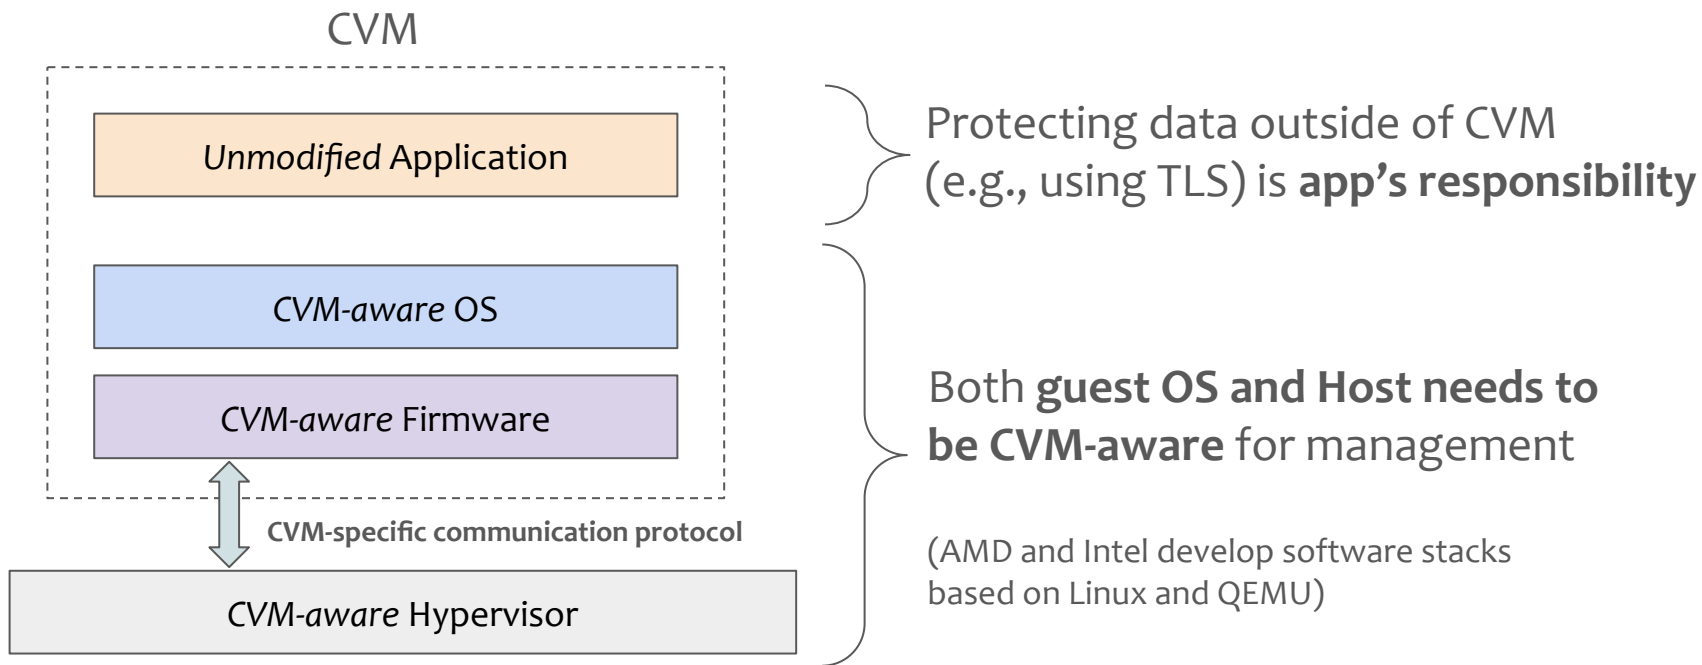 CVM
Unmodified Application
CVM-aware OS
CVM-aware Firmware
CVM-specific communication protocol
CVM-aware Hypervisor
Protecting data outside of CVM
(e.g., using TLS) is app’s responsibility
Both guest OS and Host needs to
be CVM-aware for management
(AMD and Intel develop software stacks
based on Linux and QEMU)